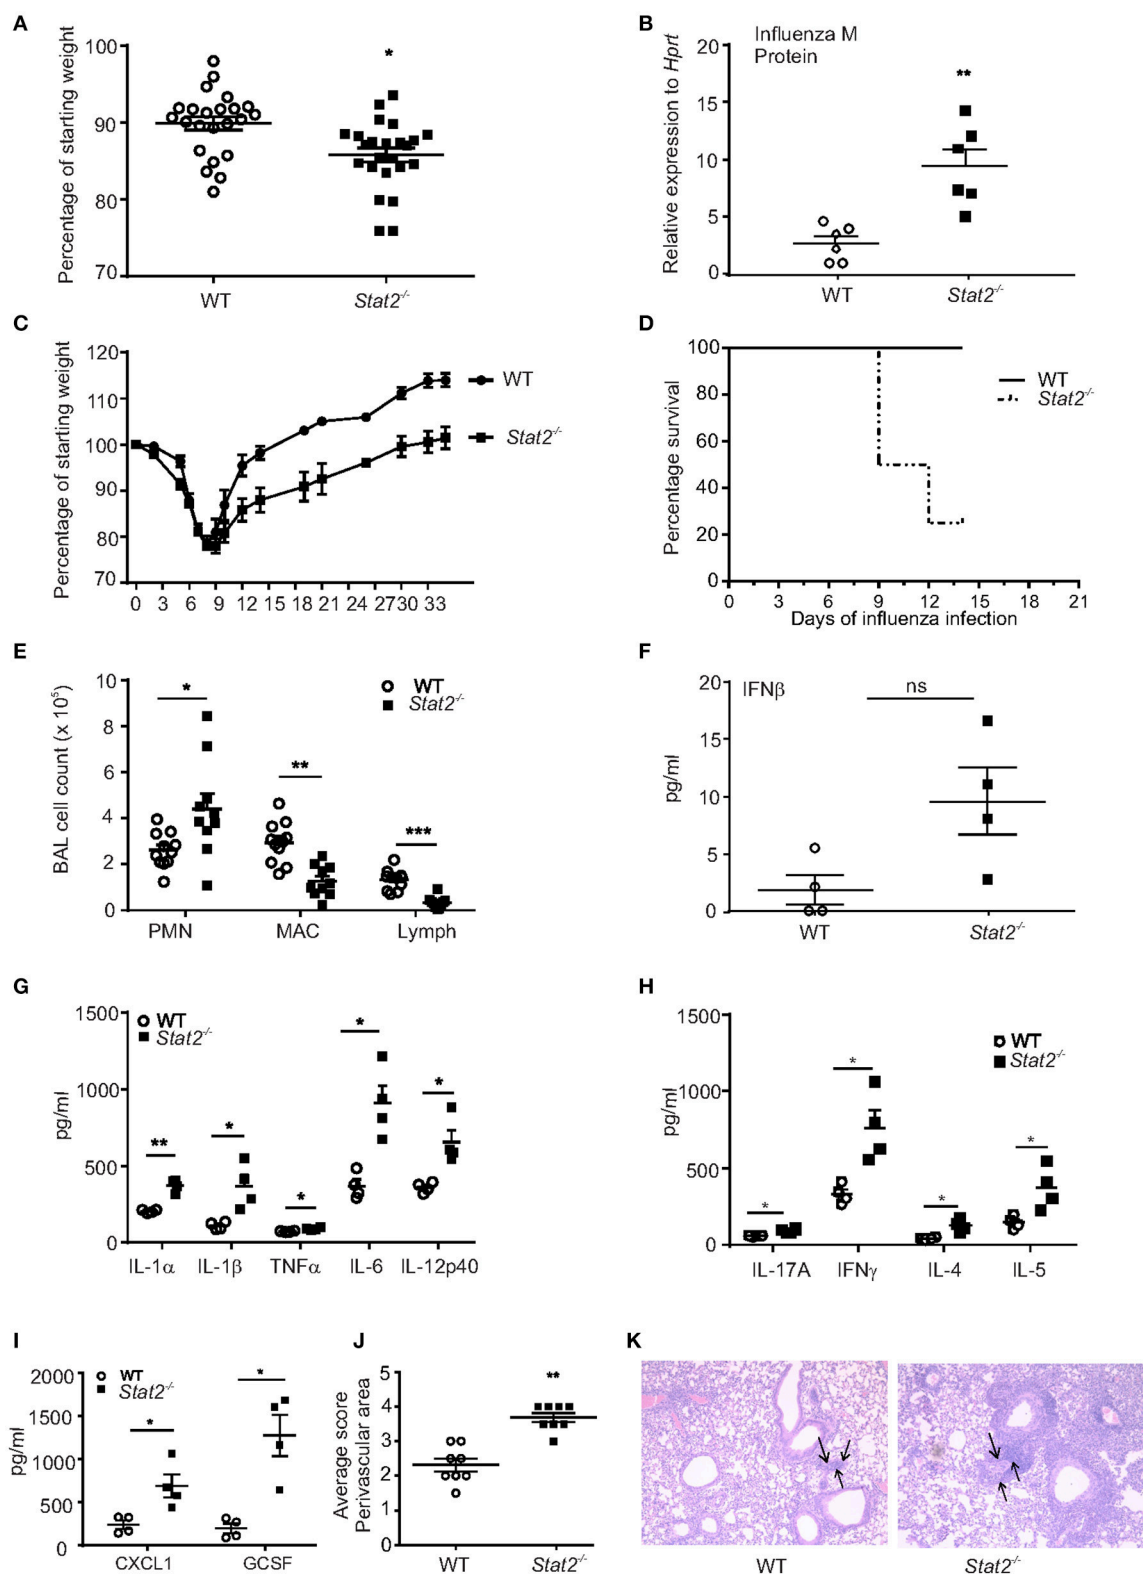 A
Percentage of starting weight
100
90
80
70
*
WT
Stat2-/-
B
Relative expression to Hprt
Influenza M
Protein
20
15
10
5
0
**
WT
Stat2-/-
C
Percentage of starting weight
120
110
100
90
80
70
WT
Stat2-/-
0 3 6 9 12 15 18 21 24 27 30 33
D
Percentage survival
100
80
60
40
20
0
WT
Stat2-/-
0 3 6 9 12 15 18 21
Days of influenza infection
E
BAL cell count (x 10⁵)
10
8
6
4
2
0
WT
Stat2-/-
*
**
***
PMN MAC Lymph
F
pg/ml
IFNβ
20
15
10
5
0
ns
WT
Stat2-/-
G
pg/ml
1500
1000
500
0
WT
Stat2-/-
**
*
*
*
*
IL-1α IL-1β TNFα IL-6 IL-12p40
H
pg/ml
1500
1000
500
0
WT
Stat2-/-
*
*
*
*
IL-17A IFNγ IL-4 IL-5
I
pg/ml
2000
1500
1000
500
0
WT
Stat2-/-
*
*
CXCL1 GCSF
J
Average score
Perivascular area
5
4
3
2
1
0
**
WT
Stat2-/-
K
WT
Stat2-/-